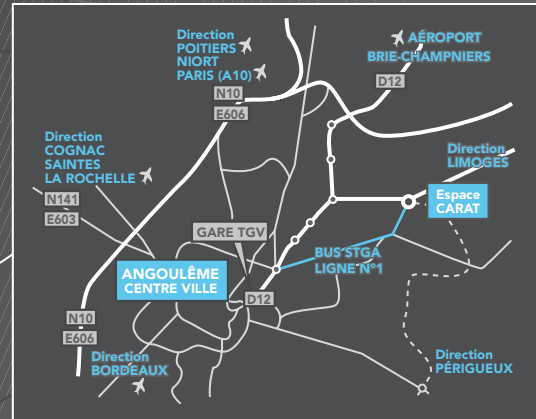 Direction
POITIERS
NIORT
PARIS (A10)
N10
E606
AÉROPORT
BRIE-CHAMPNIERS
D12
Direction
COGNAC
SAINTES
LA ROCHELLE
N141
E603
Direction
LIMOGES
Espace
CARAT
GARE TGV
BUS STGA
LIGNE N°1
ANGOULÊME
CENTRE VILLE
D12
N10
E606
Direction
BORDEAUX
Direction
PÉRIGUEUX